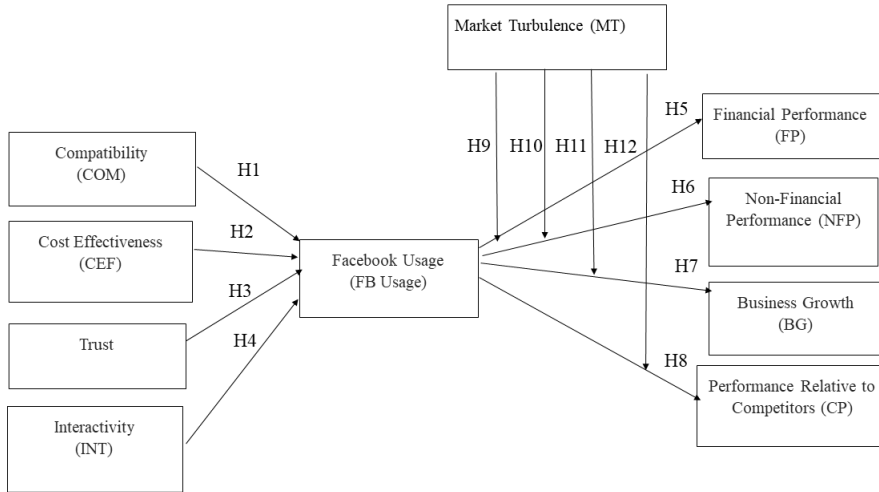 Market Turbulence (MT)
H5
Financial Performance
(FP)
H9
H10
H11
H12
Compatibility
(COM)
H1
H6
Non-Financial
Performance (NFP)
Cost Effectiveness
(CEF)
H2
Facebook Usage
(FB Usage)
H7
H3
Business Growth
(BG)
Trust
H4
H8
Performance Relative to
Competitors (CP)
Interactivity
(INT)